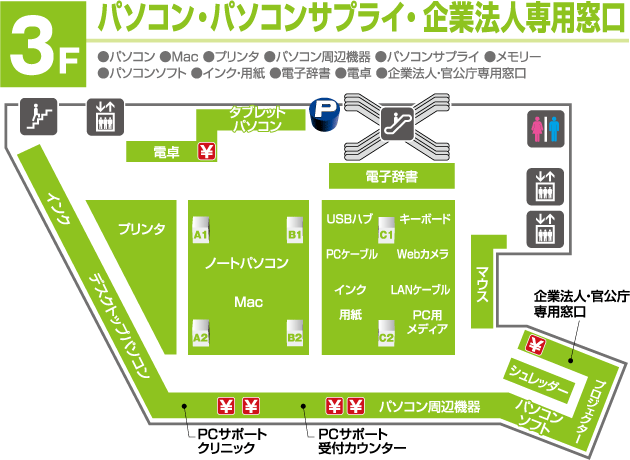 3F
パソコン・パソコンサプライ・企業法人専用窓口
●パソコン ●Mac ●プリンタ ●パソコン周辺機器 ●パソコンサプライ ●メモリー
●パソコンソフト ●インク・用紙 ●電子辞書 ●電卓 ●企業法人・官公庁専用窓口
タブレット
パソコン
P
電卓
¥
電子辞書
インク
プリンタ
A1
B1
ノートパソコン
Mac
A2
B2
USBハブ
C1
キーボード
PCケーブル
Webカメラ
インク
LANケーブル
用紙
PC用
メディア
C2
マウス
デスクトップパソコン
企業法人・官公庁
専用窓口
¥
シュレッダー
プロジェクター
パソコン
ソフト
¥ ¥
¥ ¥
パソコン周辺機器
PCサポート
クリニック
PCサポート
受付カウンター